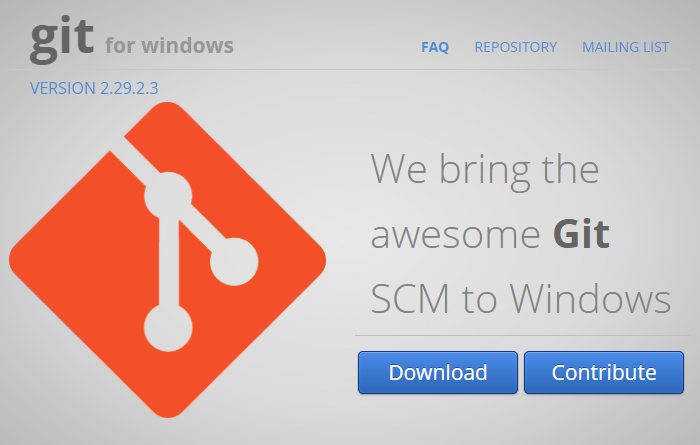 git for windows
FAQ REPOSITORY MAILING LIST
VERSION 2.29.2.3
We bring the
awesome Git
SCM to Windows
Download Contribute